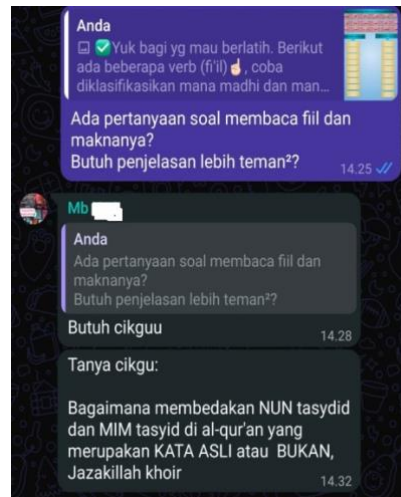 Anda
✅Yuk bagi yg mau berlatih. Berikut
ada beberapa verb (fi'il)☝🏻, coba
diklasifikasikan mana madhi dan man...
Ada pertanyaan soal membaca fiil dan
maknanya?
Butuh penjelasan lebih teman²?
14.25
Mb
Anda
Ada pertanyaan soal membaca fiil dan
maknanya?
Butuh penjelasan lebih teman²?
Butuh cikguu
14.28
Tanya cikgu:
Bagaimana membedakan NUN tasydid
dan MIM tasyid di al-qur'an yang
merupakan KATA ASLI atau BUKAN,
Jazakillah khoir
14.32